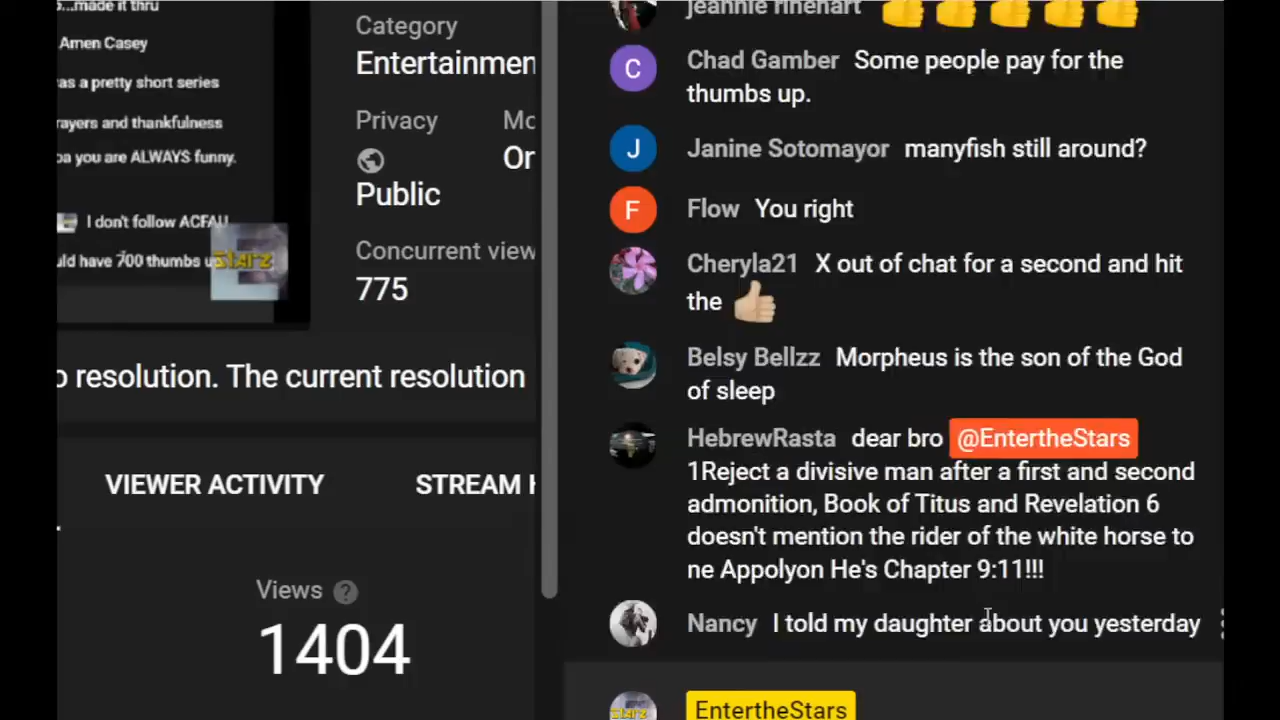 o...made it thru
Amen Casey
as a pretty short series
rayers and thankfulness
pa you are ALWAYS funny.
I don't follow ACFAU
uld have 700 thumbs u
starz
Category
Entertainmen
Privacy
Mo
Or
Public
Concurrent view
775
o resolution. The current resolution
VIEWER ACTIVITY
STREAM H
Views ?
1404
jeannie rinehart
C
Chad Gamber Some people pay for the
thumbs up.
J
Janine Sotomayor manyfish still around?
F
Flow You right
Cheryla21 X out of chat for a second and hit
the
Belsy Bellzz Morpheus is the son of the God
of sleep
HebrewRasta dear bro @EntertheStars
1Reject a divisive man after a first and second
admonition, Book of Titus and Revelation 6
doesn't mention the rider of the white horse to
ne Appolyon He's Chapter 9:11!!!
Nancy I told my daughter about you yesterday
EntertheStars